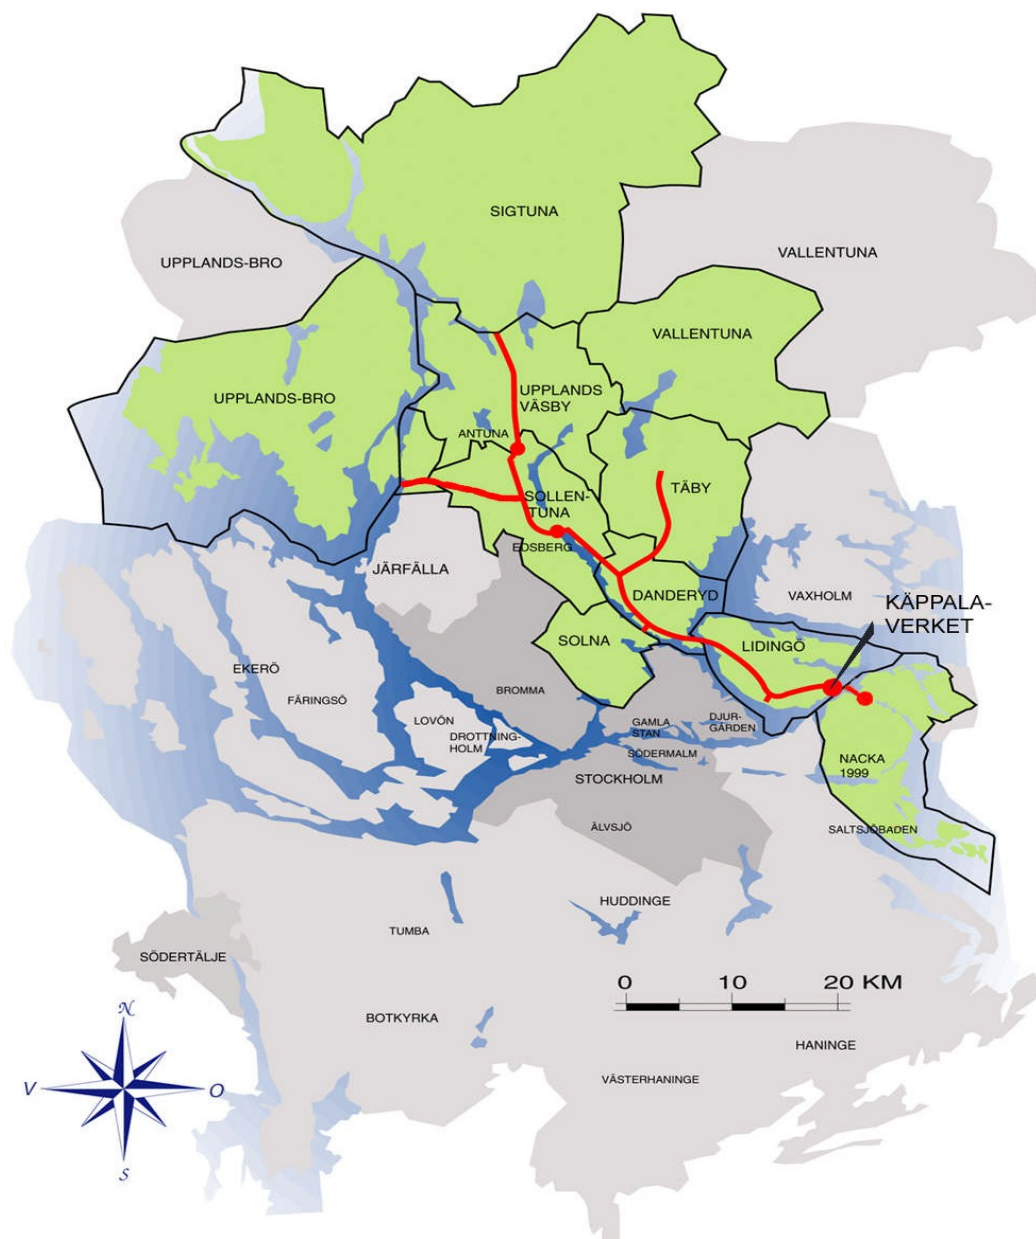 SIGTUNA
VALLENTUNA
UPPLANDS-BRO
VALLENTUNA
UPPLANDS-BRO
UPPLANDS
VÄSBY
ANTUNA
TÄBY
SOLLEN-
TUNA
EDSBERG
JÄRFÄLLA
DANDERYD
VAXHOLM
KÄPPALA-
VERKET
SOLNA
LIDINGÖ
EKERÖ
BROMMA
FÄRINGSÖ
LOVÖN
DROTTNING-
HOLM
GAMLA
STAN
DJUR-
GÅRDEN
SÖDERMALM
NACKA
1999
STOCKHOLM
ÄLVSJÖ
SALTSJÖBADEN
HUDDINGE
TUMBA
SÖDERTÄLJE
0 10 20 KM
BOTKYRKA
HANINGE
VÄSTERHANINGE
N
V
O
S